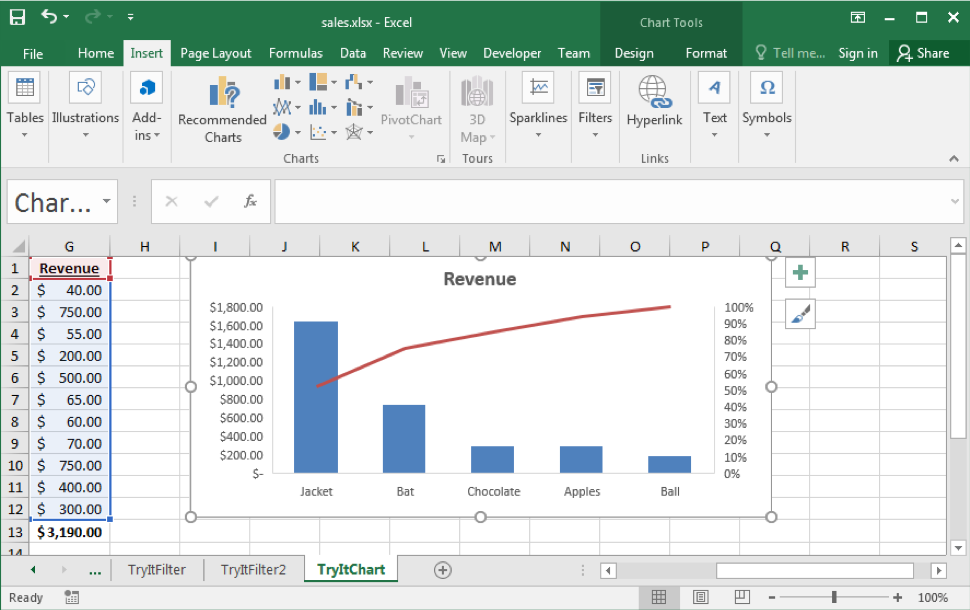 sales.xlsx - Excel
Chart Tools
File Home Insert Page Layout Formulas Data Review View Developer Team Design Format Tell me... Sign in Share
Tables
Illustrations
Add-
ins
Recommended
Charts
PivotChart
3D
Map
Sparklines
Filters
Hyperlink
Text
Symbols
Charts
Tours
Links
Char...
fx
G H I J K L M N O P Q R S
1 Revenue
2 $ 40.00
3 $ 750.00
4 $ 55.00
5 $ 200.00
6 $ 500.00
7 $ 65.00
8 $ 60.00
9 $ 70.00
10 $ 750.00
11 $ 400.00
12 $ 300.00
13 $3,190.00
14
Revenue
$1,800.00
$1,600.00
$1,400.00
$1,200.00
$1,000.00
$800.00
$600.00
$400.00
$200.00
$-
100%
90%
80%
70%
60%
50%
40%
30%
20%
10%
0%
Jacket Bat Chocolate Apples Ball
... TryItFilter TryItFilter2 TryItChart
Ready
100%